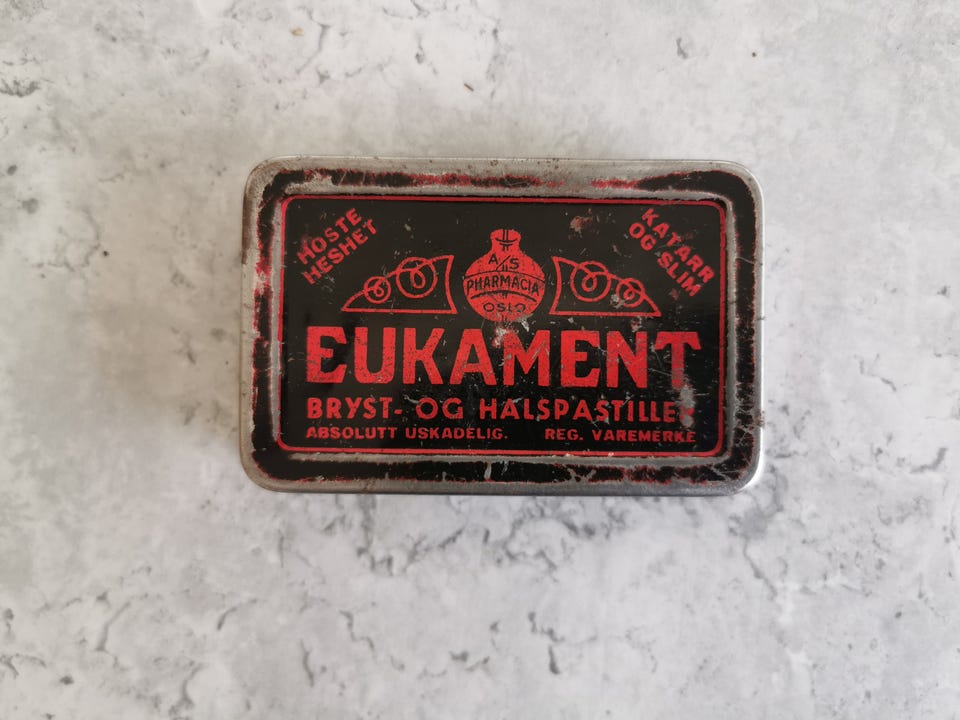 HOSTE
HESHET
KATARR
OG SLIM
A/S
PHARMACIA
OSLO
EUKAMENT
BRYST- OG HALSPASTILLER
ABSOLUTT USKADELIG. REG. VAREMERKE